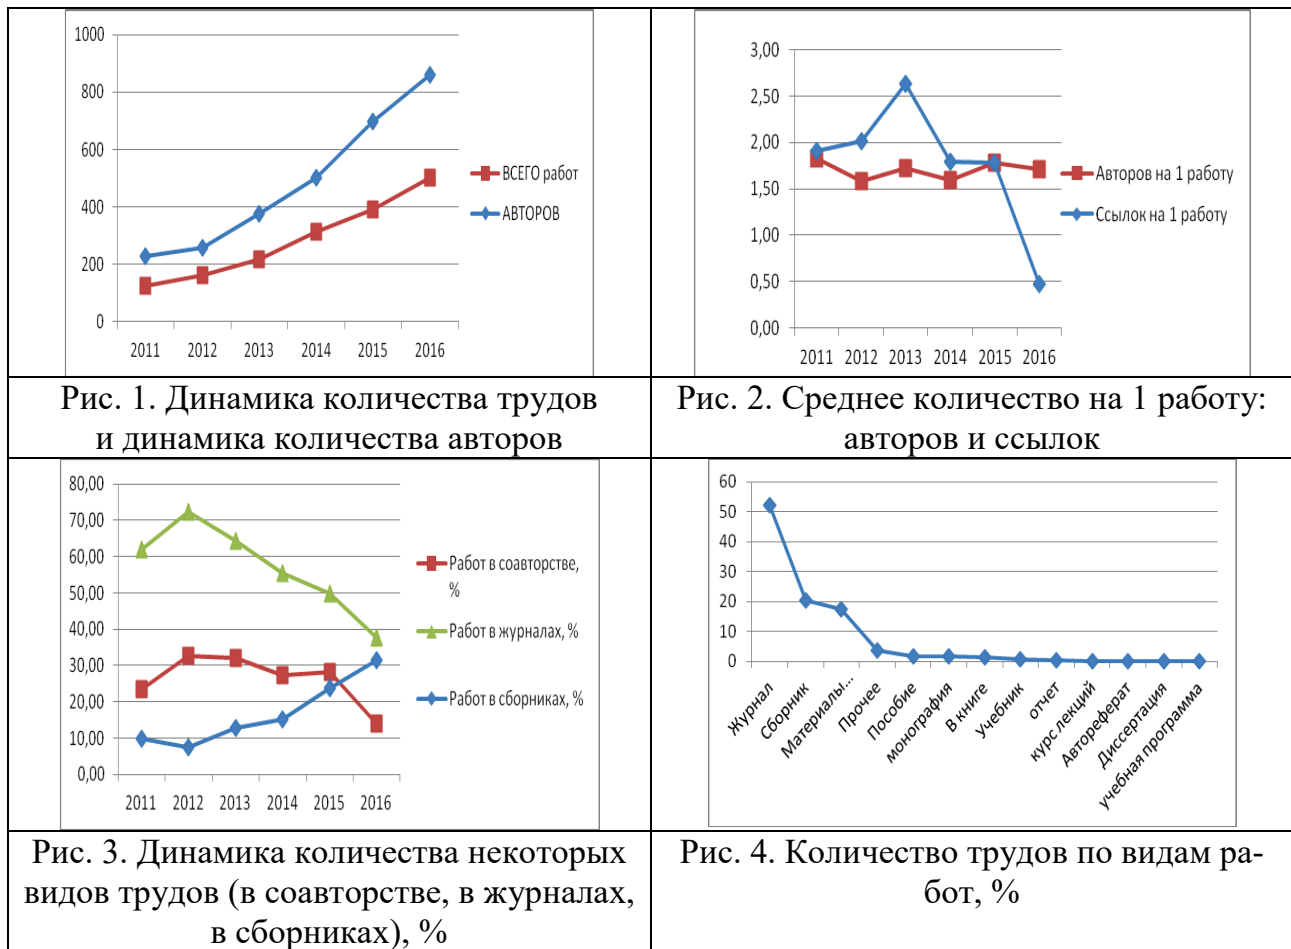 1000
800
600
400
200
0
2011 2012 2013 2014 2015 2016
ВСЕГО работ
АВТОРОВ
Рис. 1. Динамика количества трудов
и динамика количества авторов
3,00
2,50
2,00
1,50
1,00
0,50
0,00
2011 2012 2013 2014 2015 2016
Авторов на 1 работу
Ссылок на 1 работу
Рис. 2. Среднее количество на 1 работу:
авторов и ссылок
80,00
70,00
60,00
50,00
40,00
30,00
20,00
10,00
0,00
2011 2012 2013 2014 2015 2016
Работ в соавторстве,
%
Работ в журналах, %
Работ в сборниках, %
Рис. 3. Динамика количества некоторых
видов трудов (в соавторстве, в журналах,
в сборниках), %
60
50
40
30
20
10
0
Журнал
Сборник
Материалы...
Прочее
Пособие
монография
В книге
Учебник
отчет
курс лекций
Автореферат
Диссертация
учебная программа
Рис. 4. Количество трудов по видам ра-
бот, %